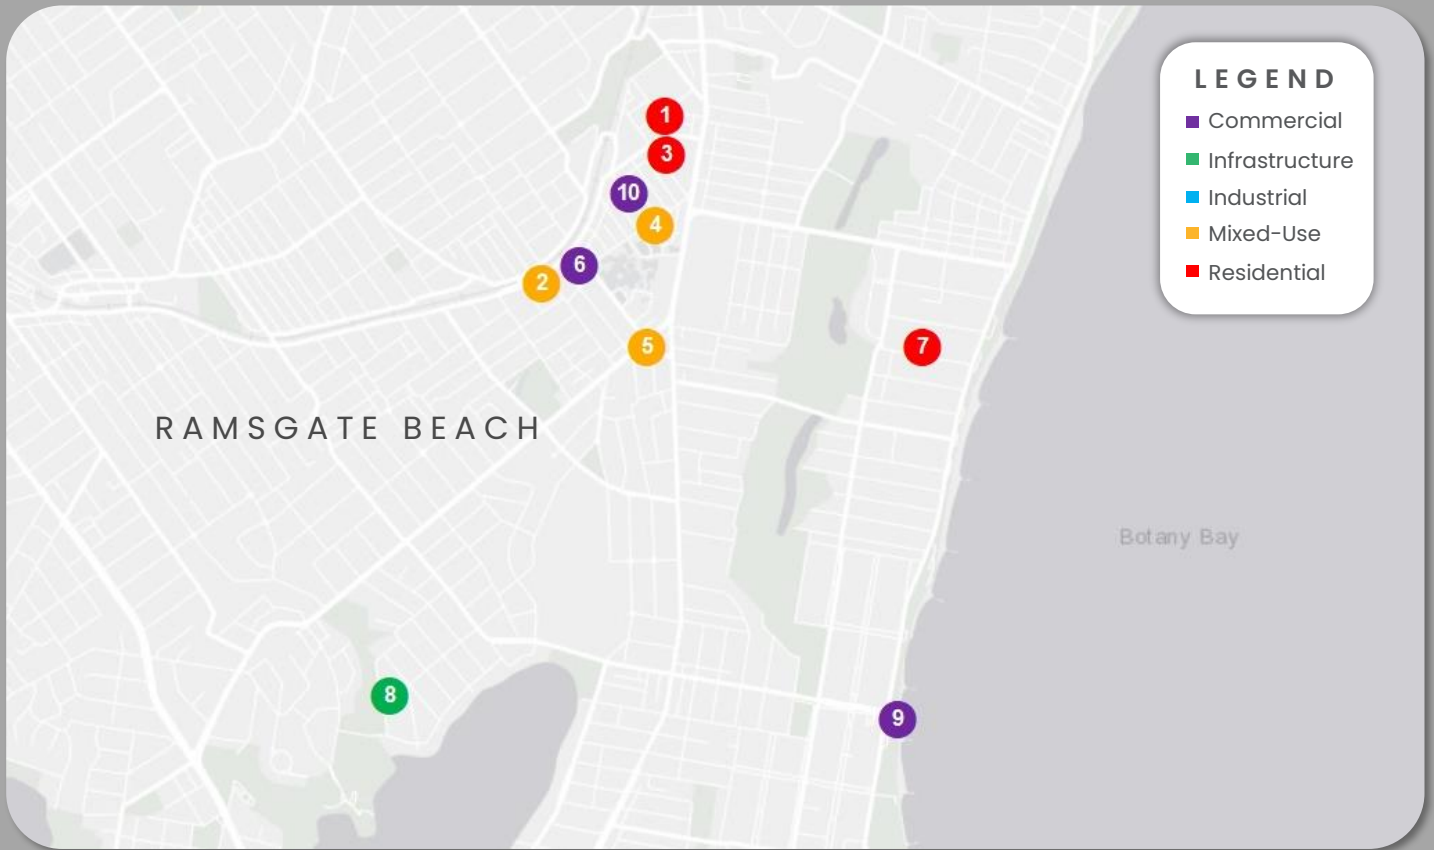 LEGEND
Commercial
Infrastructure
Industrial
Mixed-Use
Residential
1
3
10
4
6
2
5
7
RAMSGATE BEACH
Botany Bay
8
9